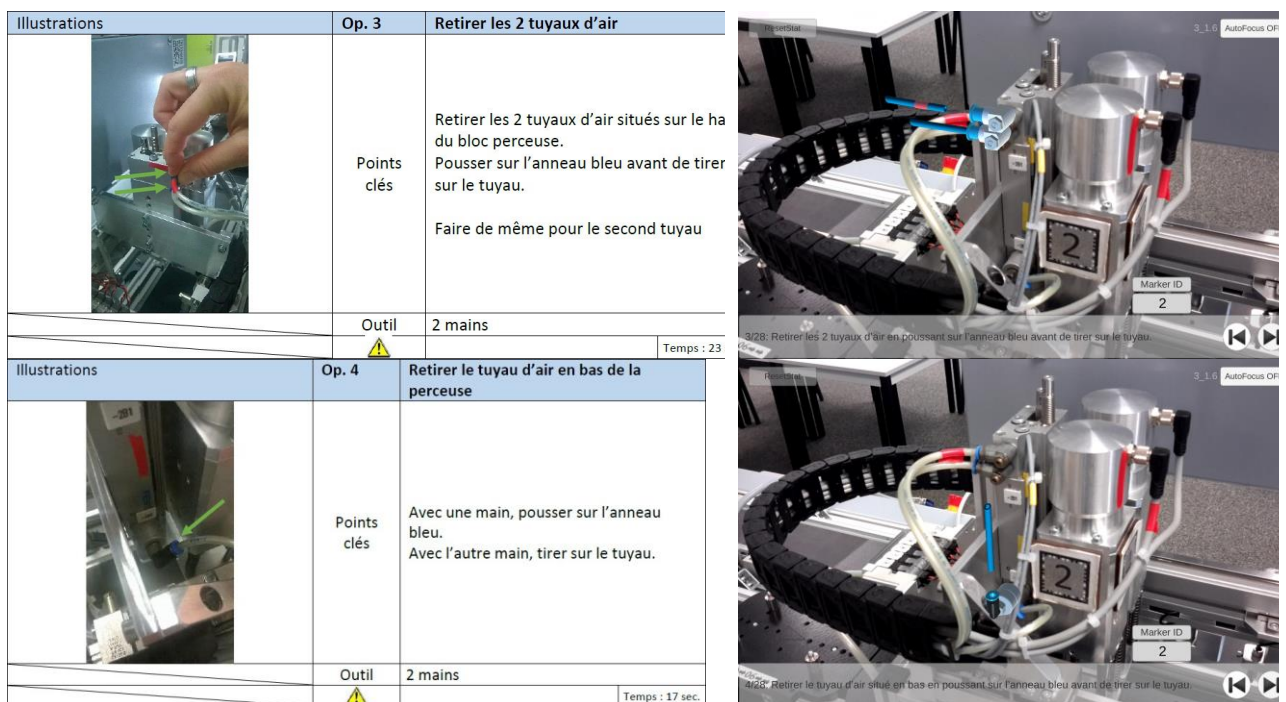 Illustrations Op. 3 Retirer les 2 tuyaux d'air
Retirer les 2 tuyaux d'air situés sur le ha
du bloc perceuse.
Points
clés
Pousser sur l'anneau bleu avant de tirer
sur le tuyau.
Faire de même pour le second tuyau
Outil 2 mains
Temps : 23
ResetStat
3_1.6 AutoFocus OF
2
Marker ID
2
3/28: Retirer les 2 tuyaux d'air en poussant sur l'anneau bleu avant de tirer sur le tuyau.
Illustrations Op. 4 Retirer le tuyau d'air en bas de la
perceuse
-2B1
Points
clés
Avec une main, pousser sur l'anneau
bleu.
Avec l'autre main, tirer sur le tuyau.
Outil 2 mains
Temps : 17 sec.
ResetStat
3_1.6 AutoFocus OF
2
Marker ID
2
4/28: Retirer le tuyau d'air situé en bas en poussant sur l'anneau bleu avant de tirer sur le tuyau.